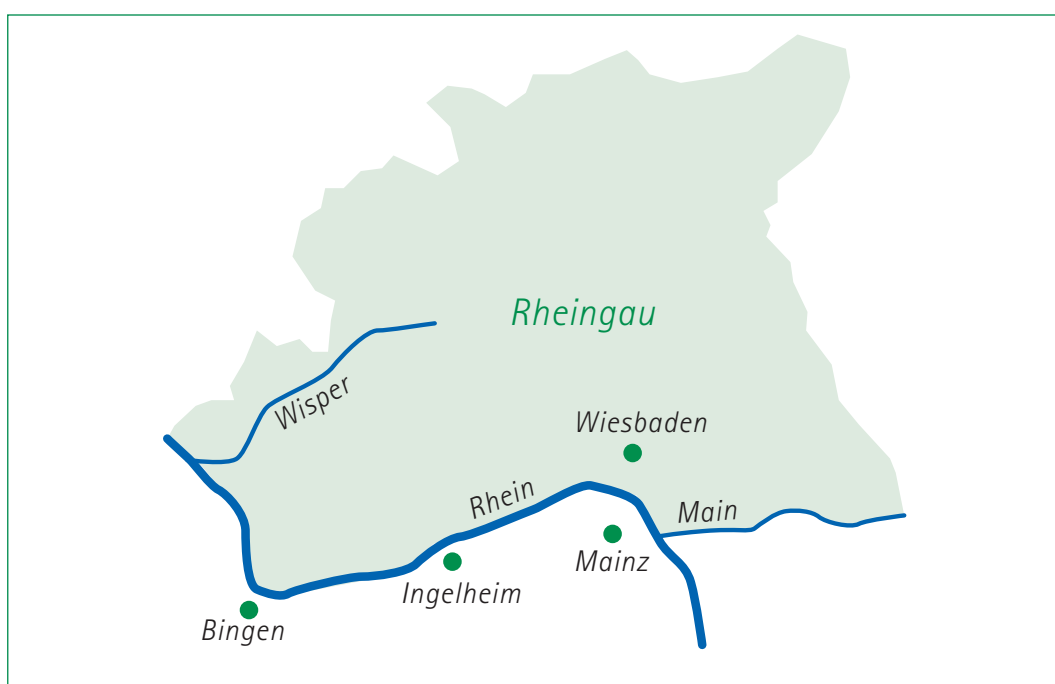 Rheingau
Wisper
Wiesbaden
Rhein
Main
Mainz
Ingelheim
Bingen